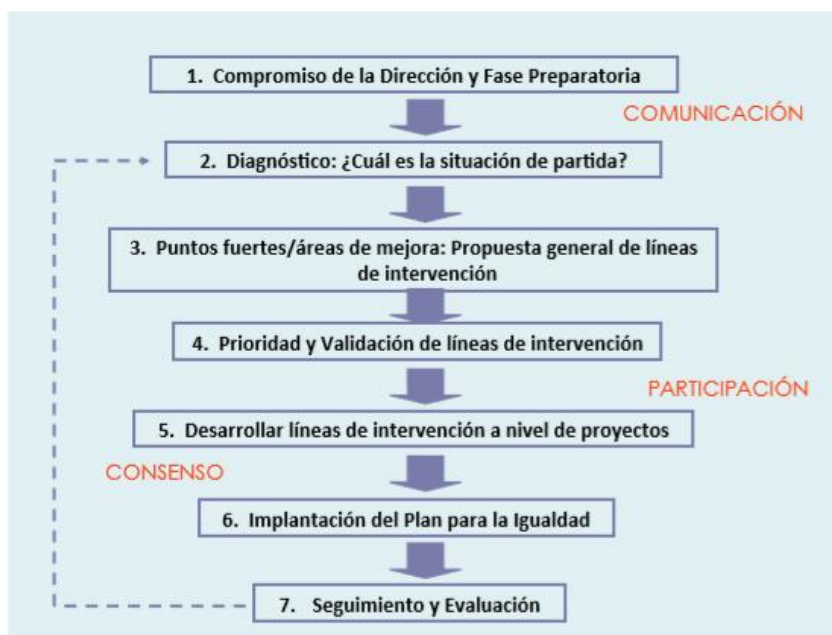 1. Compromiso de la Dirección y Fase Preparatoria
COMUNICACIÓN
2. Diagnóstico: ¿Cuál es la situación de partida?
3. Puntos fuertes/áreas de mejora: Propuesta general de líneas
de intervención
4. Prioridad y Validación de líneas de intervención
PARTICIPACIÓN
5. Desarrollar líneas de intervención a nivel de proyectos
CONSENSO
6. Implantación del Plan para la Igualdad
7. Seguimiento y Evaluación